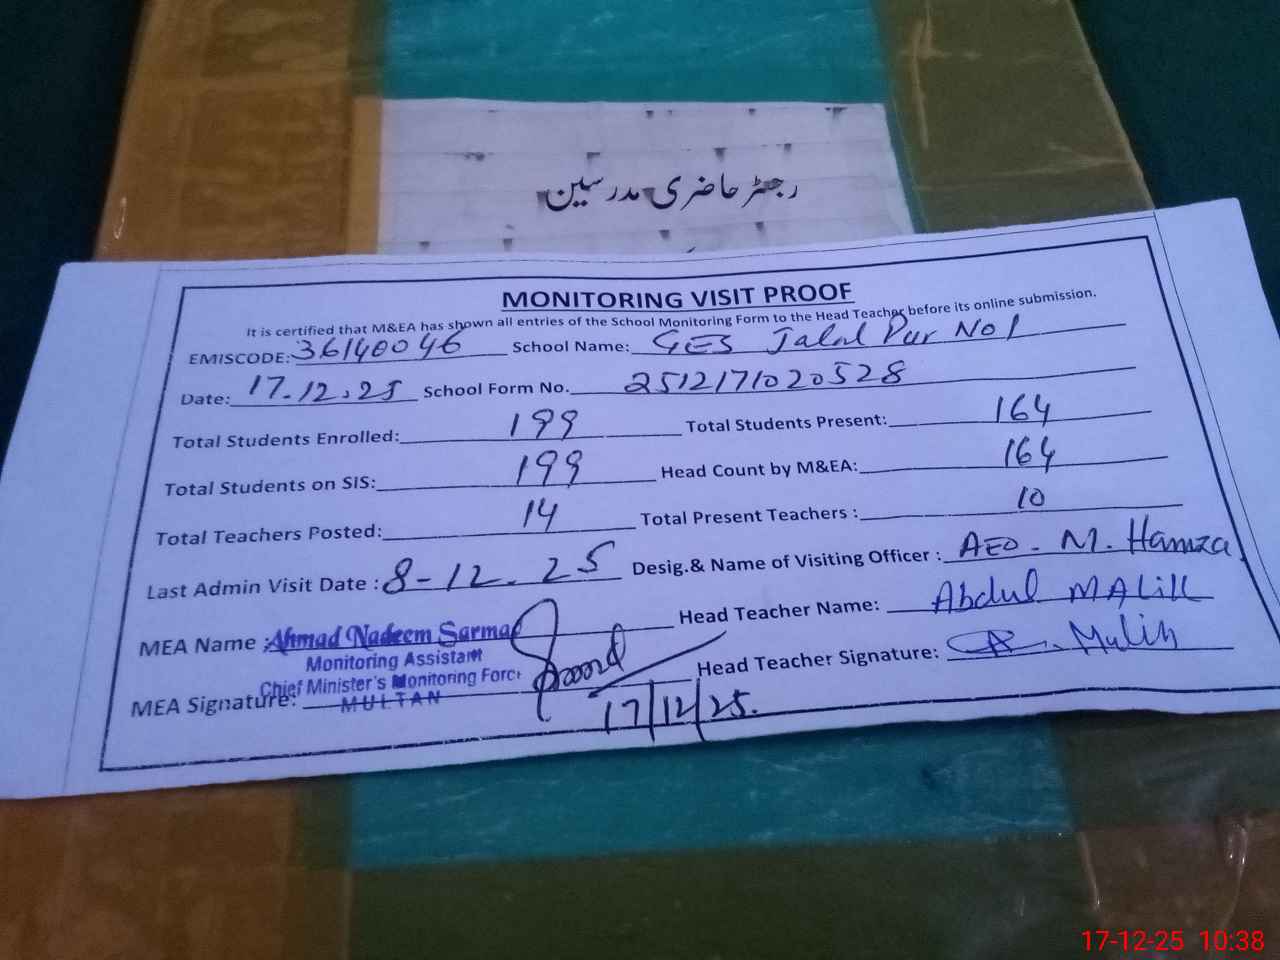 رجسٹر حاضری مدرسین
MONITORING VISIT PROOF
It is certified that M&EA has shown all entries of the School Monitoring Form to the Head Teacher before its online submission.
EMISCODE: 36140046 School Name: GES Jalal Pur No 1
Date: 17.12.25 School Form No. 2512171020528
Total Students Enrolled: 199 Total Students Present: 164
Total Students on SIS: 199 Head Count by M&EA: 164
Total Teachers Posted: 14 Total Present Teachers : 10
Last Admin Visit Date : 8-12.25 Desig.& Name of Visiting Officer : AEO. M. Hamza
MEA Name : Ahmad Nadeem Sarmad Head Teacher Name: Abdul MALik
Monitoring Assistant
Chief Minister's Monitoring Force
MULTAN
MEA Signature: Head Teacher Signature:
17/12/25.
17-12-25 10:38